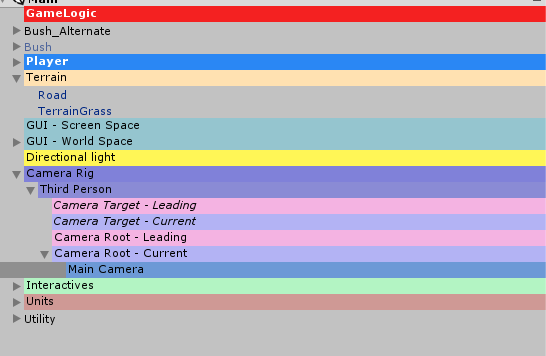 Main
GameLogic
Bush_Alternate
Bush
Player
Terrain
Road
TerrainGrass
GUI - Screen Space
GUI - World Space
Directional light
Camera Rig
Third Person
Camera Target - Leading
Camera Target - Current
Camera Root - Leading
Camera Root - Current
Main Camera
Interactives
Units
Utility